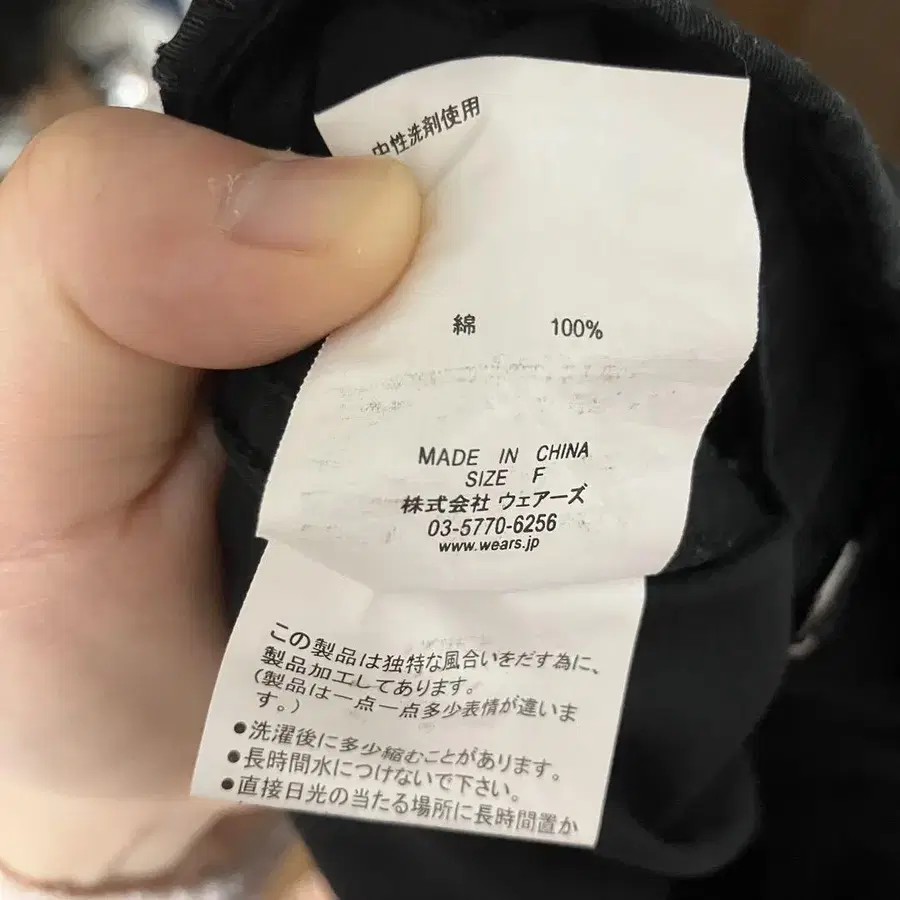 中性洗剤使用
綿 100%
MADE IN CHINA
SIZE F
株式会社 ウェアーズ
03-5770-6256
www.wears.jp
この製品は独特な風合いをだす為に、
製品加工してあります。
(製品は一点一点多少表情が違いま
す。)
●洗濯後に多少縮むことがあります。
●長時間水につけないで下さい。
●直接日光の当たる場所に長時間置か